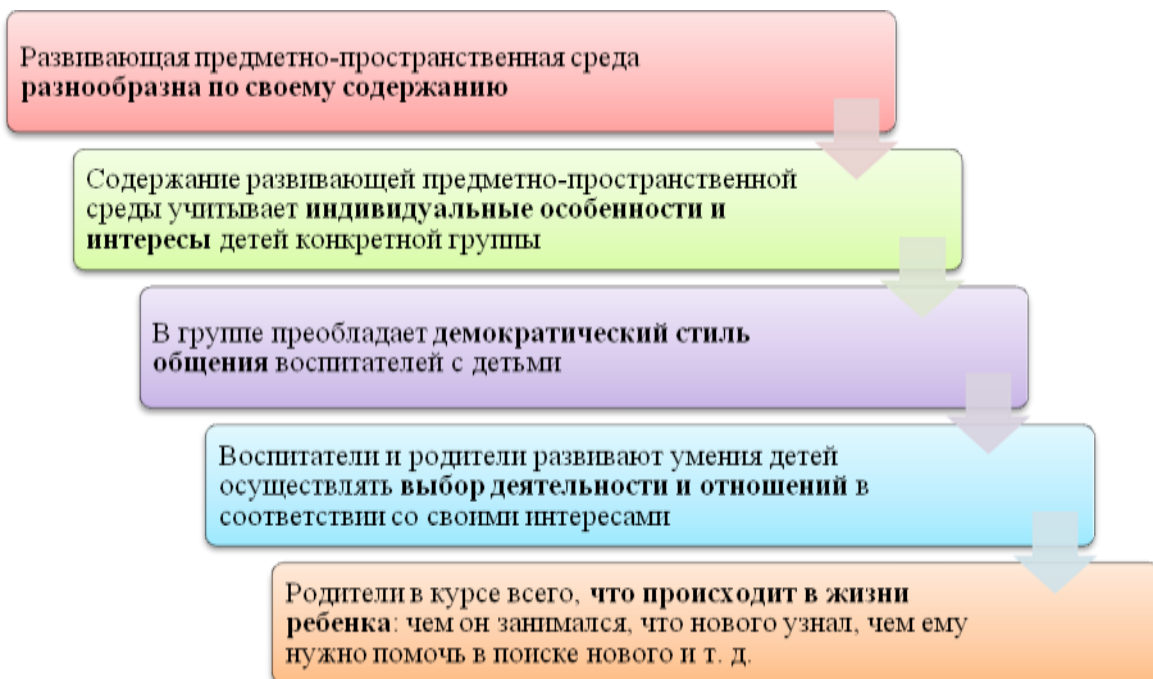 Развивающая предметно-пространственная среда
разнообразна по своему содержанию
Содержание развивающей предметно-пространственной
среды учитывает индивидуальные особенности и
интересы детей конкретной группы
В группе преобладает демократический стиль
общения воспитателей с детьми
Воспитатели и родители развивают умения детей
осуществлять выбор деятельности и отношений в
соответствии со своими интересами
Родители в курсе всего, что происходит в жизни
ребенка: чем он занимался, что нового узнал, чем ему
нужно помочь в поиске нового и т. д.